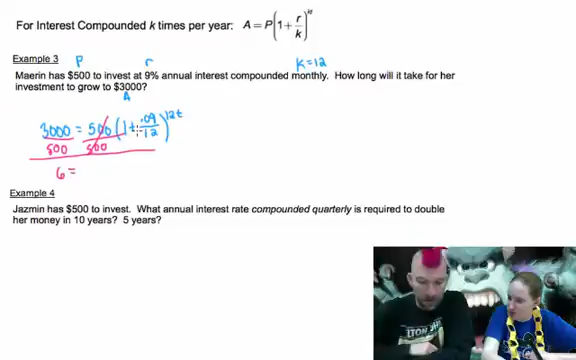 For Interest Compounded k times per year: A = P(1 + r/k)^kt
Example 3 P r k = 12
Maerin has $500 to invest at 9% annual interest compounded monthly. How long will it take for her
investment to grow to $3000?
A
3000 = 500 (1 + .09/12)^12t
500 500
6 =
Example 4
Jazmin has $500 to invest. What annual interest rate compounded quarterly is required to double
her money in 10 years? 5 years?